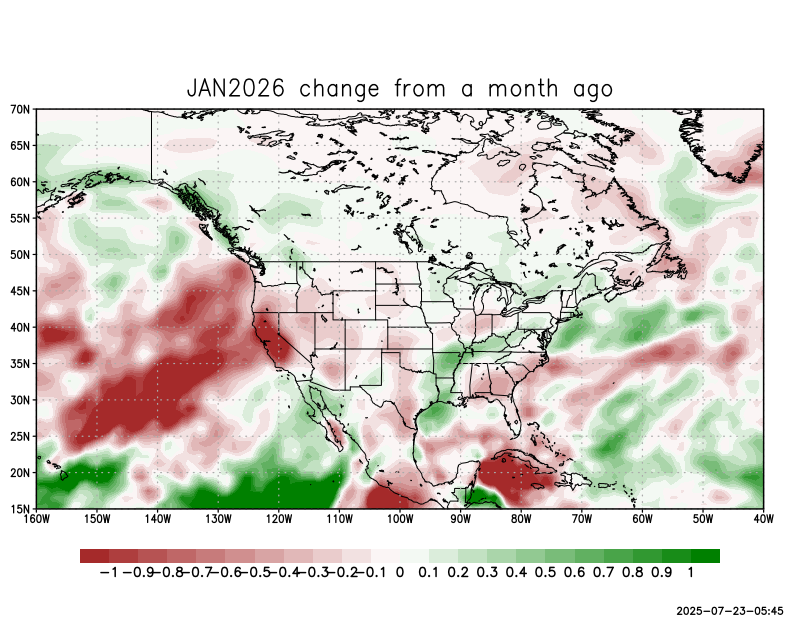 JAN2026 change from a month ago
70N
65N
60N
55N
50N
45N
40N
35N
30N
25N
20N
15N
160W 150W 140W 130W 120W 110W 100W 90W 80W 70W 60W 50W 40W
−1 −0.9 −0.8 −0.7 −0.6 −0.5 −0.4 −0.3 −0.2 −0.1 0 0.1 0.2 0.3 0.4 0.5 0.6 0.7 0.8 0.9 1
2025-07-23-05:45